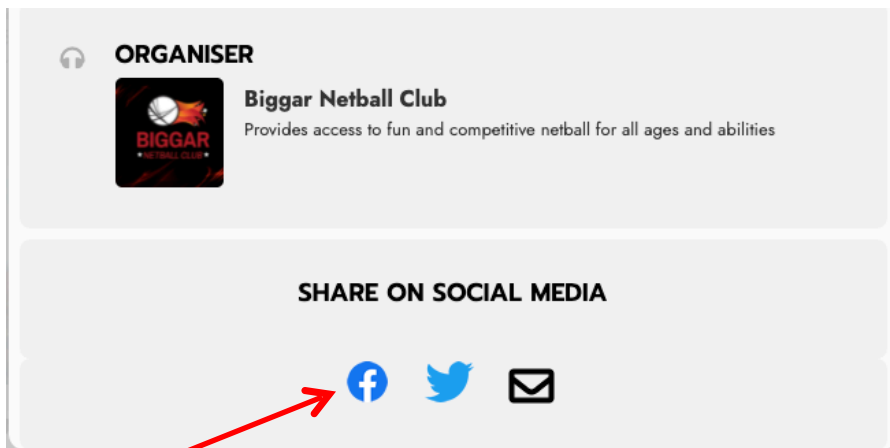 ORGANISER
BIGGAR
NETBALL CLUB
Biggar Netball Club
Provides access to fun and competitive netball for all ages and abilities
SHARE ON SOCIAL MEDIA